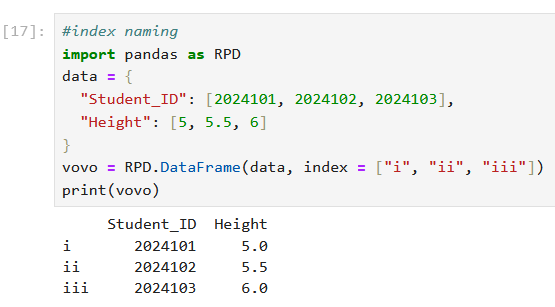 [17]:
#index naming
import pandas as RPD
data = {
  "Student_ID": [2024101, 2024102, 2024103],
  "Height": [5, 5.5, 6]
}
vovo = RPD.DataFrame(data, index = ["i", "ii", "iii"])
print(vovo)
     Student_ID  Height
i       2024101     5.0
ii      2024102     5.5
iii     2024103     6.0